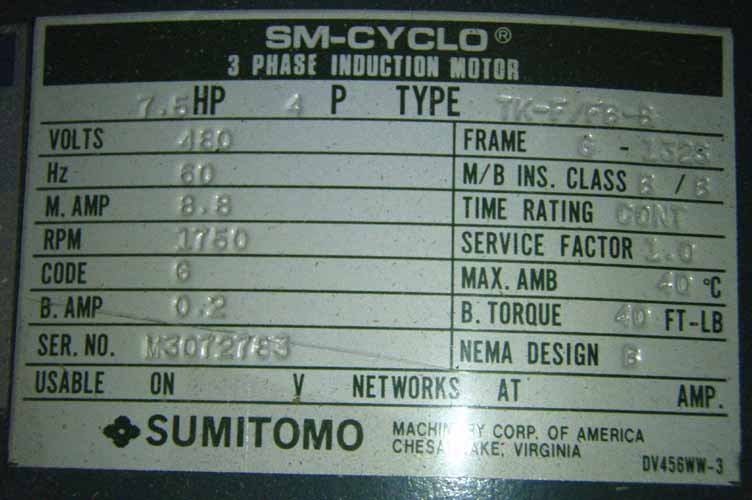 SM-CYCLO®
3 PHASE INDUCTION MOTOR
7.5 HP 4 P TYPE TK-F/FB-B
VOLTS 480 FRAME G - 132S
Hz 60 M/B INS. CLASS B / B
M. AMP 8.8 TIME RATING CONT
RPM 1750 SERVICE FACTOR 1.0
CODE G MAX. AMB 40 °C
B. AMP 0.2 B. TORQUE 40 FT-LB
SER. NO. M3072783 NEMA DESIGN B
USABLE ON V NETWORKS AT AMP.
SUMITOMO MACHINERY CORP. OF AMERICA
CHESAPEAKE, VIRGINIA
DV456WW-3